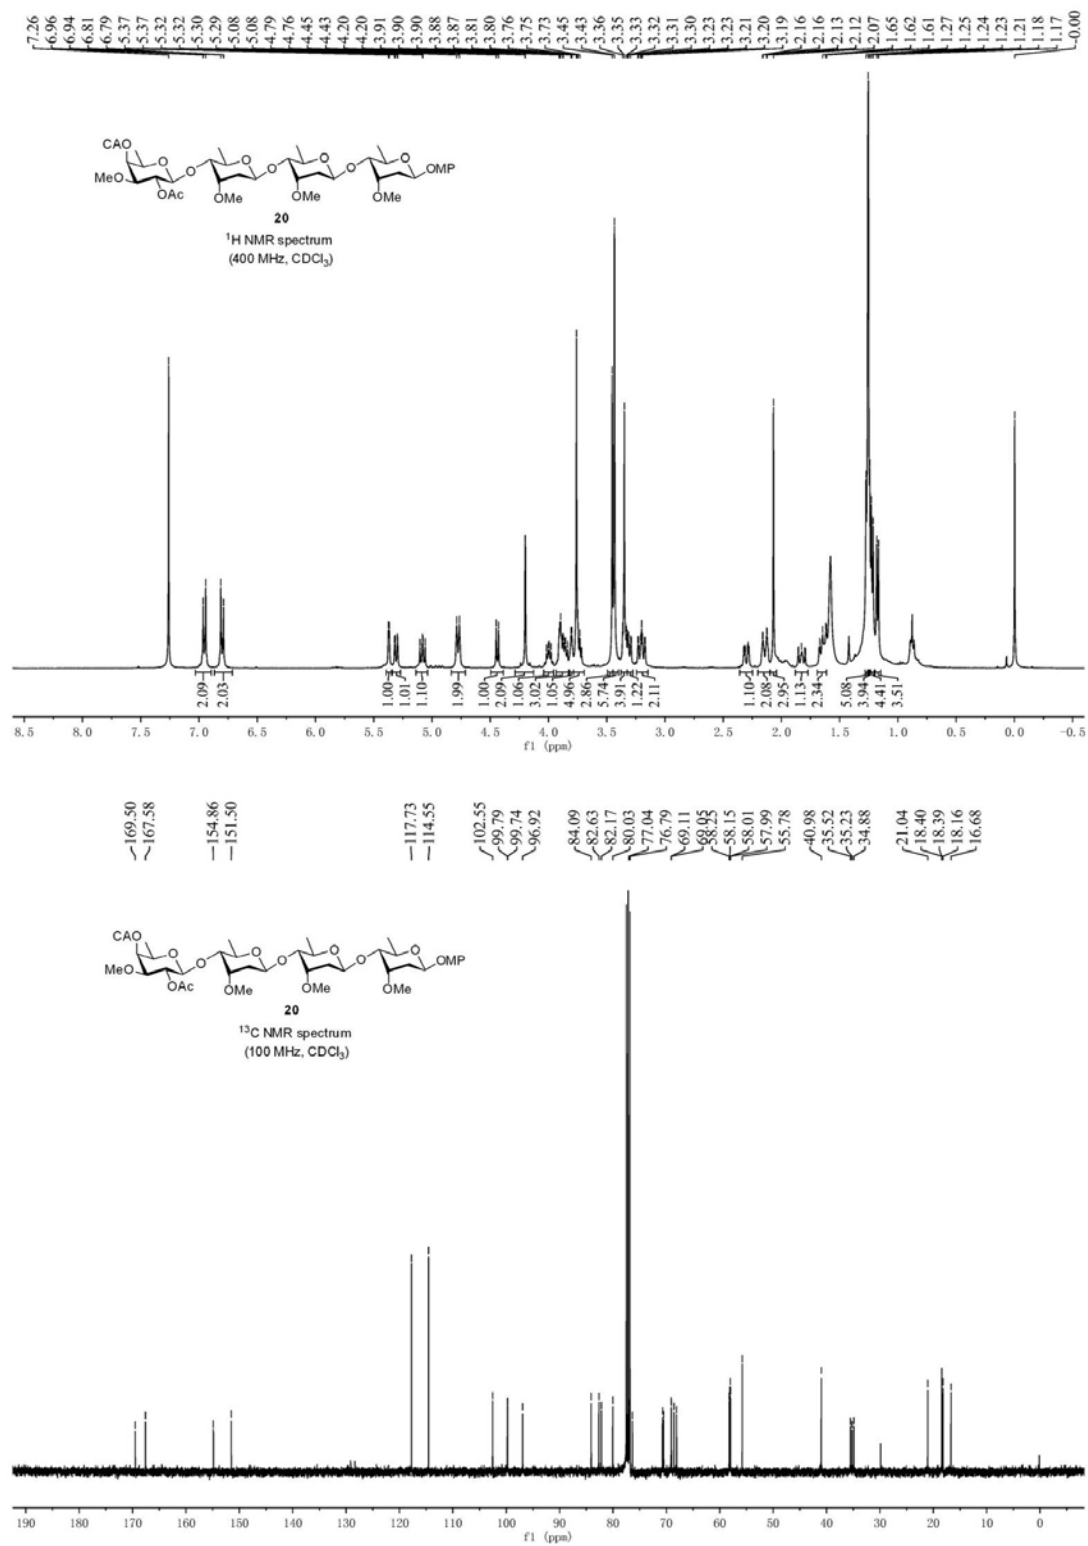 7.26 6.96 6.94 6.81 6.79 5.37 5.37 5.32 5.32 5.30 5.29 5.08 5.08 4.79 4.76 4.45 4.43 4.20 4.20 3.91 3.90 3.90 3.88 3.87 3.81 3.80 3.76 3.75 3.73 3.45 3.43 3.36 3.35 3.33 3.32 3.31 3.30 3.23 3.23 3.21 3.20 3.19 2.16 2.16 2.13 2.12 2.07 1.65 1.62 1.61 1.27 1.25 1.24 1.23 1.21 1.18 1.17 -0.00
CAO O O O O
MeO O O O OMP
OAc OMe OMe OMe
20
¹H NMR spectrum
(400 MHz, CDCl₃)
2.09 2.03 1.00 1.01 1.10 1.99 1.00 2.09 1.06 3.02 1.05 4.96 2.86 5.74 3.91 1.22 2.11 1.10 2.08 2.95 1.13 2.34 5.08 3.94 4.41 3.51
8.5 8.0 7.5 7.0 6.5 6.0 5.5 5.0 4.5 4.0 3.5 3.0 2.5 2.0 1.5 1.0 0.5 0.0 -0.5
f1 (ppm)
169.50 167.58 154.86 151.50 117.73 114.55 102.55 99.79 99.74 96.92 84.09 82.63 82.17 80.03 77.04 76.79 69.11 69.05 58.25 58.15 58.01 57.99 55.78 40.98 35.52 35.23 34.88 21.04 18.40 18.39 18.16 16.68
CAO O O O O
MeO O O O OMP
OAc OMe OMe OMe
20
¹³C NMR spectrum
(100 MHz, CDCl₃)
190 180 170 160 150 140 130 120 110 100 90 80 70 60 50 40 30 20 10 0
f1 (ppm)